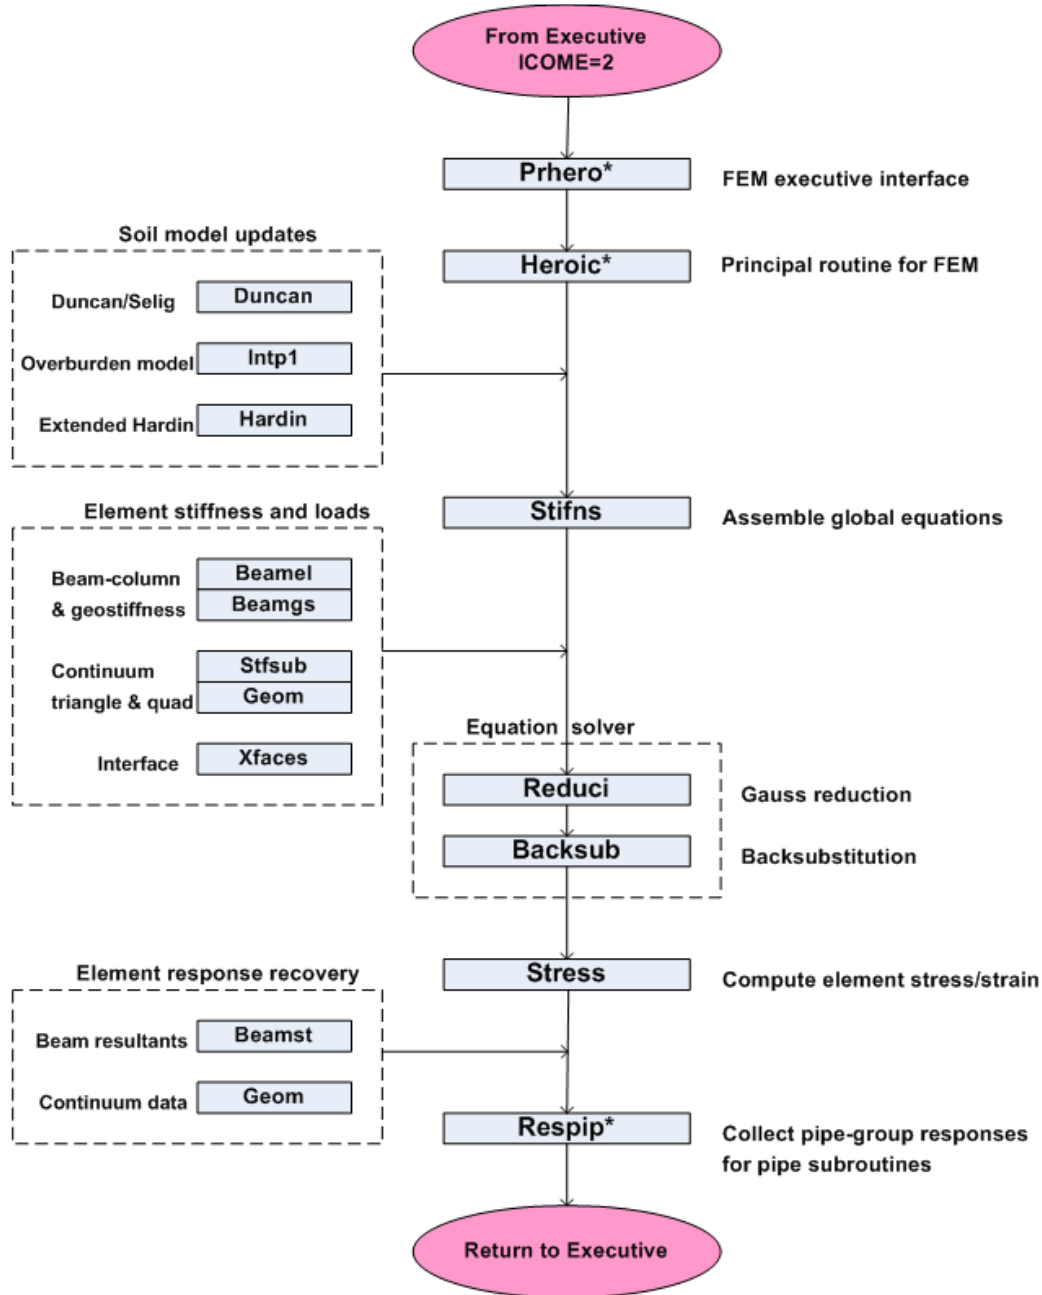 From Executive
ICOME=2
Prhero*
FEM executive interface
Soil model updates
Heroic*
Principal routine for FEM
Duncan/Selig
Duncan
Overburden model
Intp1
Extended Hardin
Hardin
Stifns
Assemble global equations
Element stiffness and loads
Beam-column
& geostiffness
Beamel
Beamgs
Continuum
triangle & quad
Stfsub
Geom
Interface
Xfaces
Equation solver
Reduci
Gauss reduction
Backsub
Backsubstitution
Stress
Compute element stress/strain
Element response recovery
Beam resultants
Beamst
Continuum data
Geom
Respip*
Collect pipe-group responses
for pipe subroutines
Return to Executive